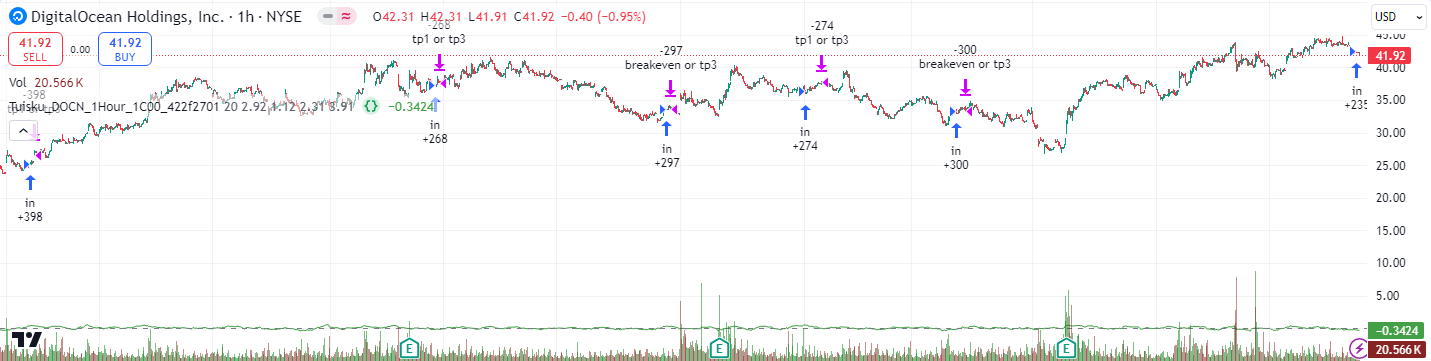 DigitalOcean Holdings, Inc. · 1h · NYSE
O42.31 H42.31 L41.91 C41.92 −0.40 (−0.95%)
USD
41.92
SELL
0.00
41.92
BUY
Vol 20.566 K
Tuisku_DOCN_1Hour_1C00_422f2701 20 2.92 1.12 2.31 8.91 −0.3424
-398
in
+398
-268
tp1 or tp3
in
+268
-297
breakeven or tp3
in
+297
-274
tp1 or tp3
in
+274
-300
breakeven or tp3
in
+300
in
+235
45.00
41.92
40.00
35.00
30.00
25.00
20.00
15.00
10.00
5.00
−0.3424
20.566 K
E
E
E